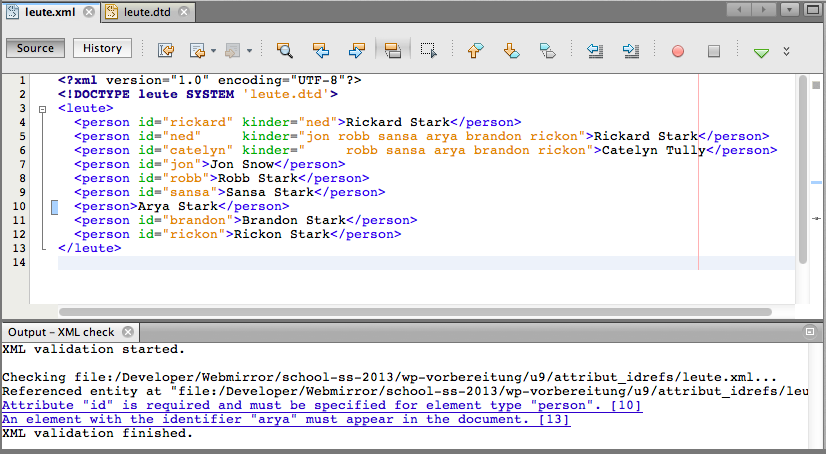 leute.xml leute.dtd
Source History
1 <?xml version="1.0" encoding="UTF-8"?>
2 <!DOCTYPE leute SYSTEM 'leute.dtd'>
3 <leute>
4 <person id="rickard" kinder="ned">Rickard Stark</person>
5 <person id="ned"     kinder="jon robb sansa arya brandon rickon">Rickard Stark</person>
6 <person id="catelyn" kinder="     robb sansa arya brandon rickon">Catelyn Tully</person>
7 <person id="jon">Jon Snow</person>
8 <person id="robb">Robb Stark</person>
9 <person id="sansa">Sansa Stark</person>
10 <person>Arya Stark</person>
11 <person id="brandon">Brandon Stark</person>
12 <person id="rickon">Rickon Stark</person>
13 </leute>
14
Output – XML check
XML validation started.
Checking file:/Developer/Webmirror/school-ss-2013/wp-vorbereitung/u9/attribut_idrefs/leute.xml...
Referenced entity at "file:/Developer/Webmirror/school-ss-2013/wp-vorbereitung/u9/attribut_idrefs/leu
Attribute "id" is required and must be specified for element type "person". [10]
An element with the identifier "arya" must appear in the document. [13]
XML validation finished.